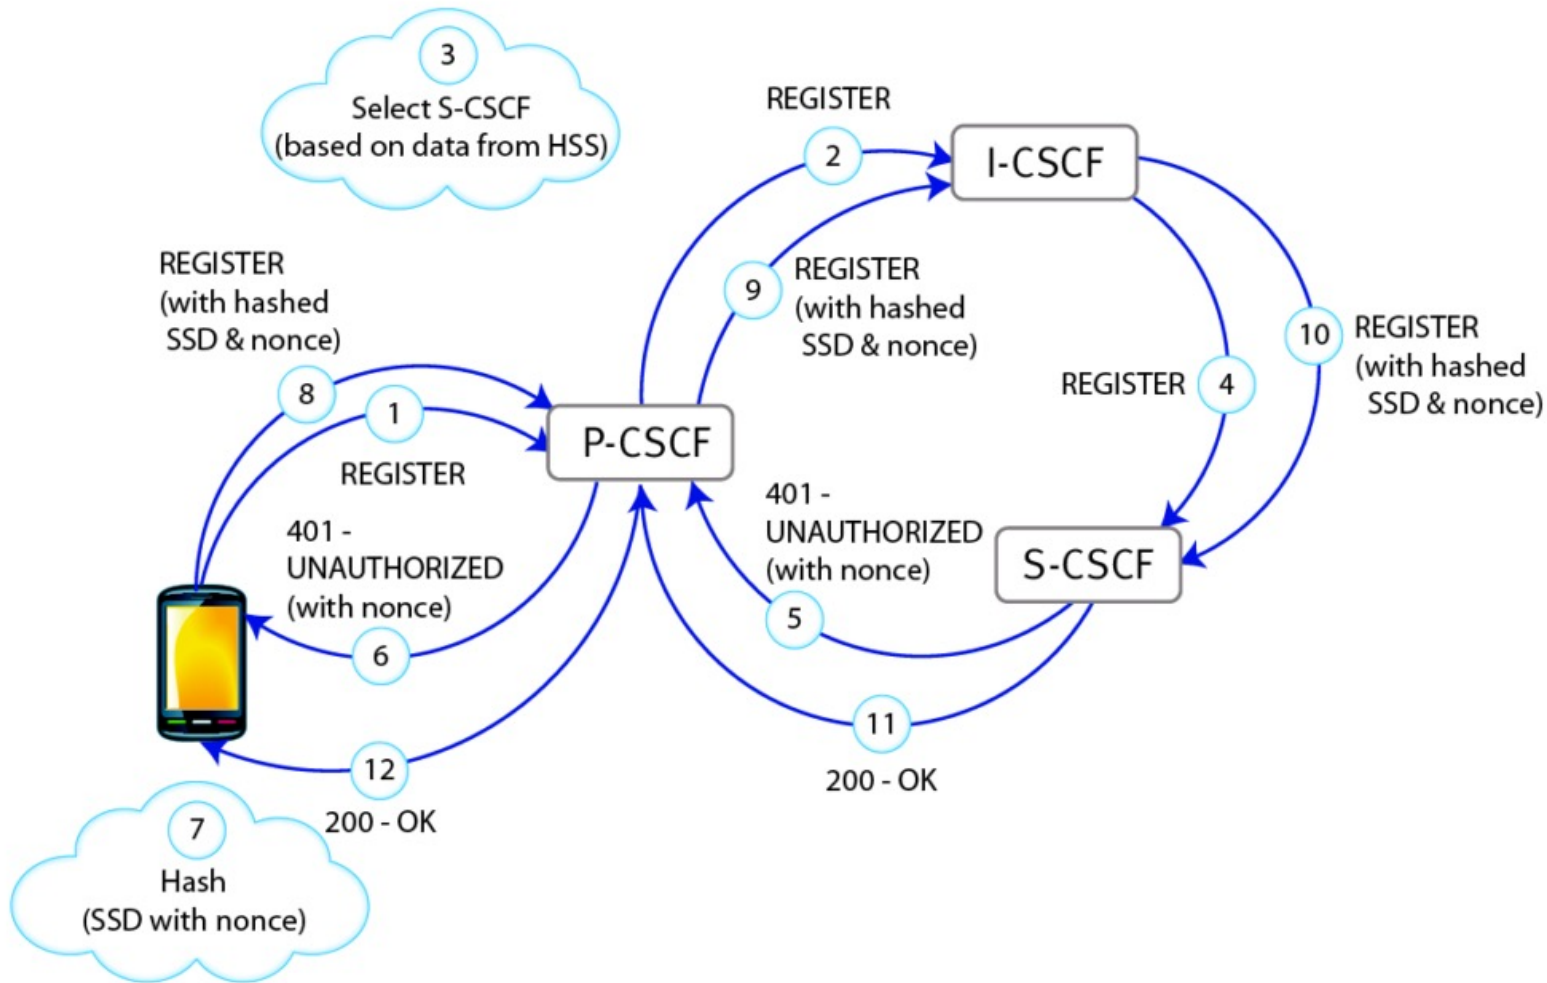 3
Select S-CSCF
(based on data from HSS)
REGISTER
2
I-CSCF
REGISTER
(with hashed
SSD & nonce)
8
9
REGISTER
(with hashed
SSD & nonce)
10
REGISTER
(with hashed
SSD & nonce)
1
REGISTER
P-CSCF
REGISTER
4
401 -
UNAUTHORIZED
(with nonce)
6
401 -
UNAUTHORIZED
(with nonce)
5
S-CSCF
11
200 - OK
12
200 - OK
7
Hash
(SSD with nonce)